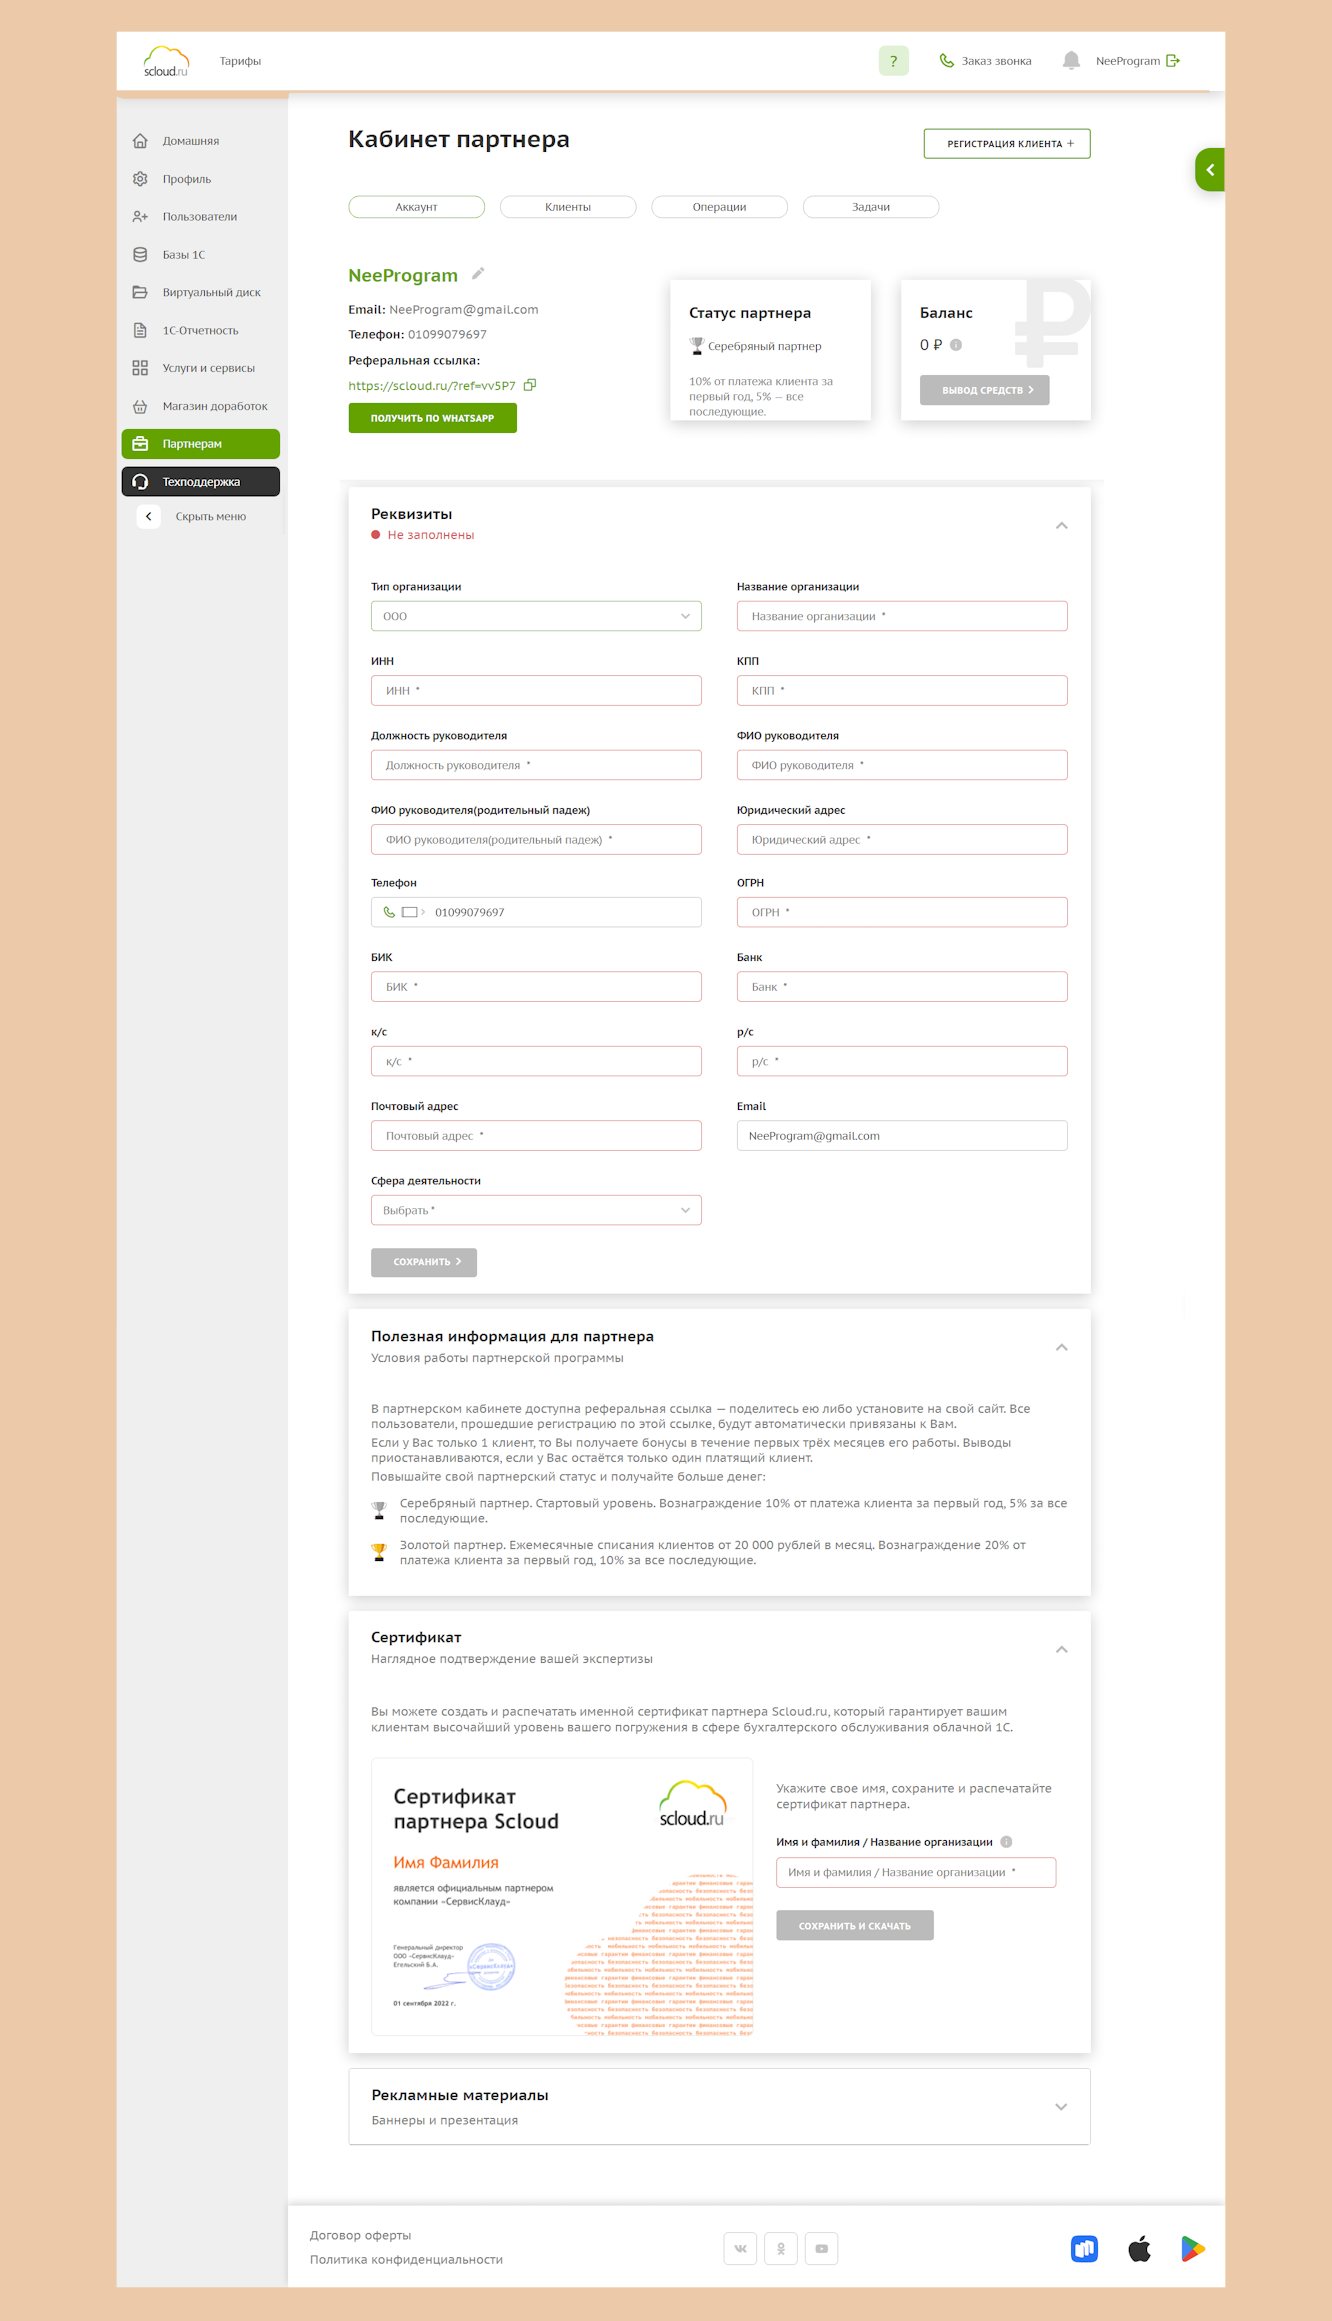 scloud.ru
Тарифы
?
Заказ звонка
NeeProgram
Домашняя
Профиль
Пользователи
Базы 1С
Виртуальный диск
1С-Отчетность
Услуги и сервисы
Магазин доработок
Партнерам
Техподдержка
Скрыть меню
Кабинет партнера
РЕГИСТРАЦИЯ КЛИЕНТА +
Аккаунт
Клиенты
Операции
Задачи
NeeProgram
Email: NeeProgram@gmail.com
Телефон: 01099079697
Реферальная ссылка:
https://scloud.ru/?ref=vv5P7
ПОЛУЧИТЬ ПО WHATSAPP
Статус партнера
Серебряный партнер
10% от платежа клиента за
первый год, 5% — все
последующие.
Баланс
0 ₽
ВЫВОД СРЕДСТВ
Реквизиты
Не заполнены
Тип организации
ООО
Название организации
Название организации *
ИНН
ИНН *
КПП
КПП *
Должность руководителя
Должность руководителя *
ФИО руководителя
ФИО руководителя *
ФИО руководителя(родительный падеж)
ФИО руководителя(родительный падеж) *
Юридический адрес
Юридический адрес *
Телефон
01099079697
ОГРН
ОГРН *
БИК
БИК *
Банк
Банк *
к/с
к/с *
р/с
р/с *
Почтовый адрес
Почтовый адрес *
Email
NeeProgram@gmail.com
Сфера деятельности
Выбрать *
СОХРАНИТЬ
Полезная информация для партнера
Условия работы партнерской программы
В партнерском кабинете доступна реферальная ссылка — поделитесь ею либо установите на свой сайт. Все
пользователи, прошедшие регистрацию по этой ссылке, будут автоматически привязаны к Вам.
Если у Вас только 1 клиент, то Вы получаете бонусы в течение первых трёх месяцев его работы. Выводы
приостанавливаются, если у Вас остаётся только один платящий клиент.
Повышайте свой партнерский статус и получайте больше денег:
Серебряный партнер. Стартовый уровень. Вознаграждение 10% от платежа клиента за первый год, 5% за все
последующие.
Золотой партнер. Ежемесячные списания клиентов от 20 000 рублей в месяц. Вознаграждение 20% от
платежа клиента за первый год, 10% за все последующие.
Сертификат
Наглядное подтверждение вашей экспертизы
Вы можете создать и распечатать именной сертификат партнера Scloud.ru, который гарантирует вашим
клиентам высочайший уровень вашего погружения в сфере бухгалтерского обслуживания облачной 1С.
Сертификат
партнера Scloud
scloud.ru
Имя Фамилия
является официальным партнером
компании «СервисКлауд»
Генеральный директор
ООО «СервисКлауд»
Егельский Б.А.
«СервисКлауд»
01 сентября 2022 г.
Укажите свое имя, сохраните и распечатайте
сертификат партнера.
Имя и фамилия / Название организации
Имя и фамилия / Название организации *
СОХРАНИТЬ И СКАЧАТЬ
Рекламные материалы
Баннеры и презентация
Договор оферты
Политика конфиденциальности